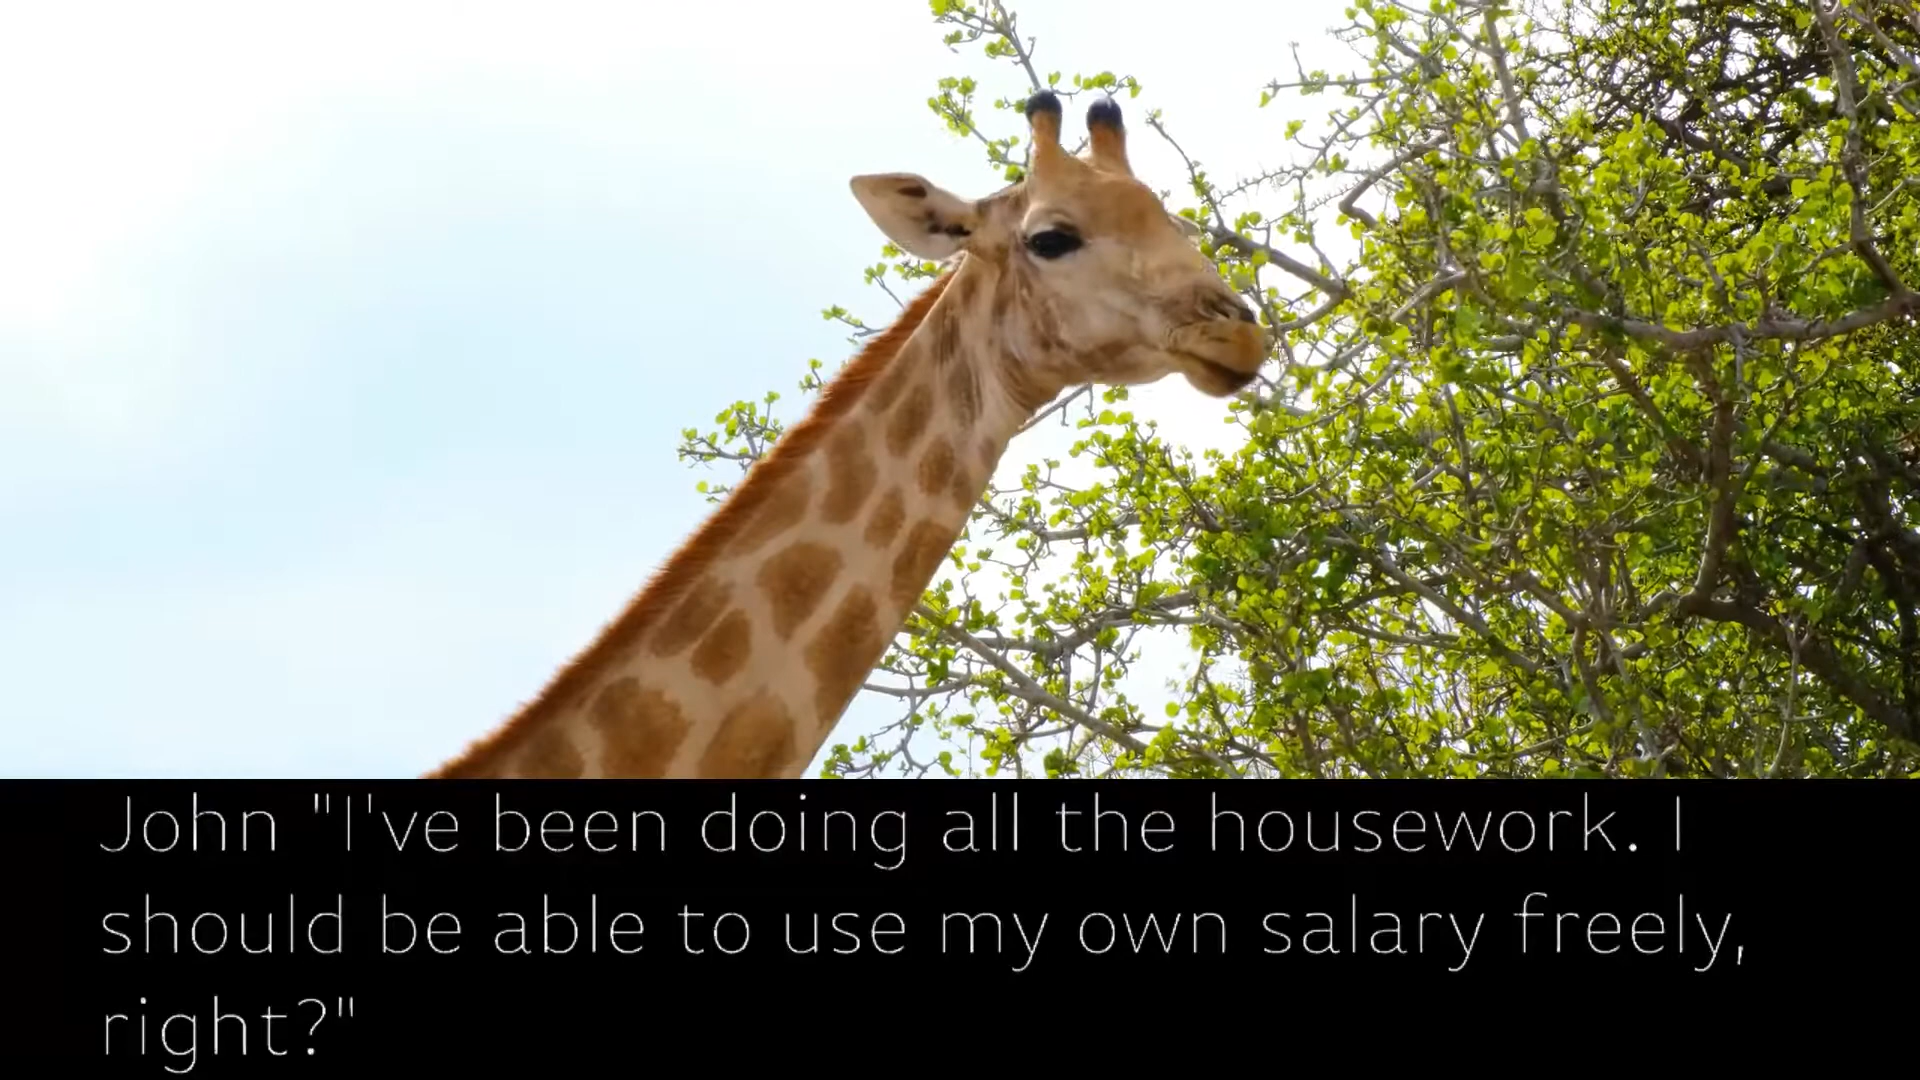 John "I've been doing all the housework. I
should be able to use my own salary freely,
right?"